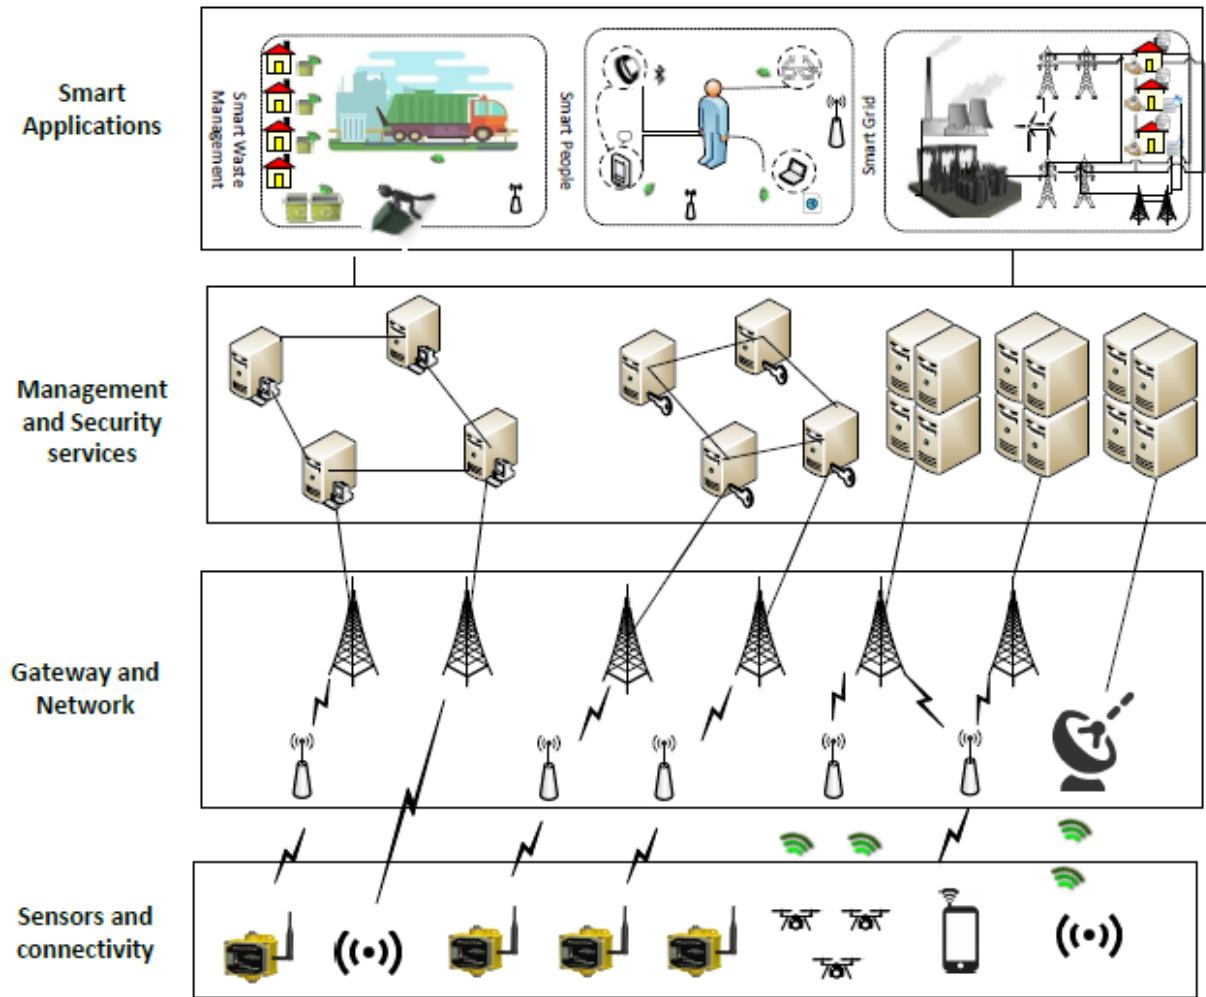 Smart
Applications
Smart Waste
Management
Smart People
Smart Grid
Management
and Security
services
Gateway and
Network
Sensors and
connectivity